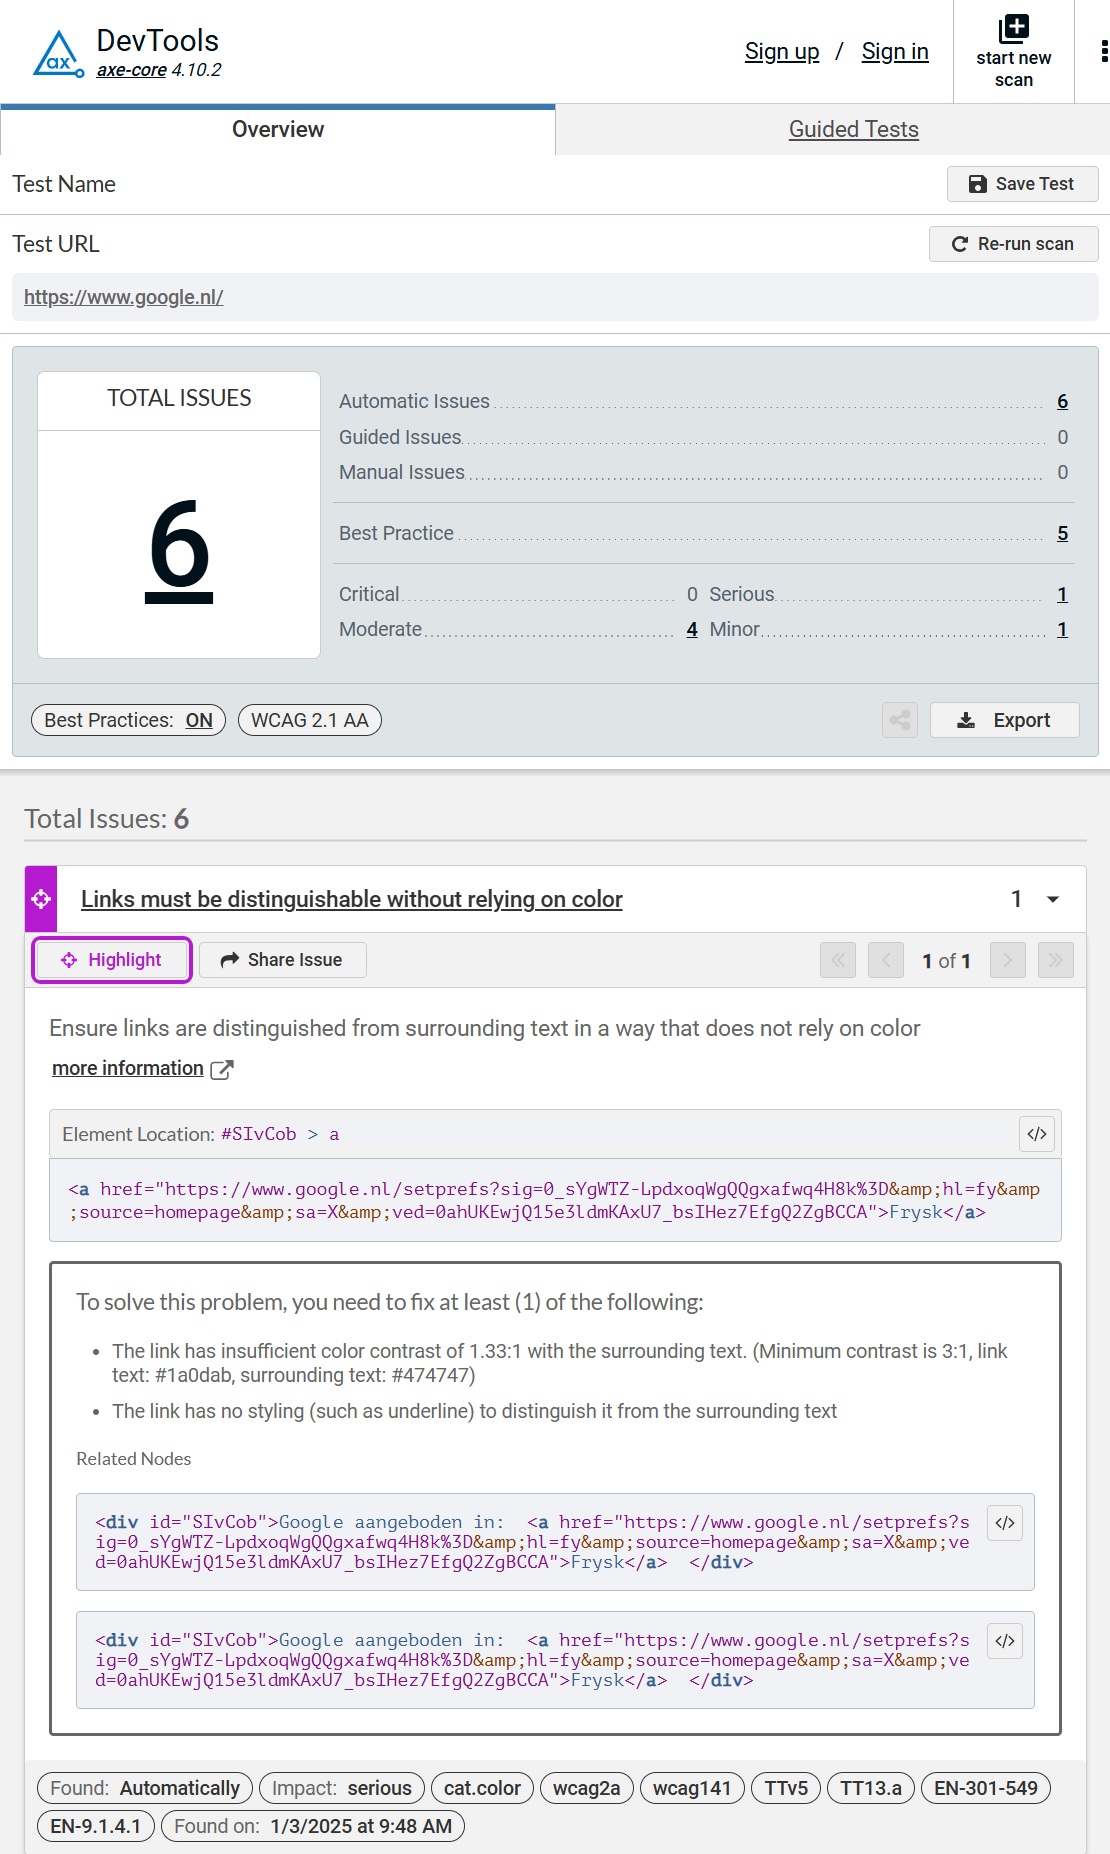 ax
DevTools
axe-core 4.10.2
Sign up / Sign in
start new
scan
Overview
Guided Tests
Test Name
Save Test
Test URL
Re-run scan
https://www.google.nl/
TOTAL ISSUES
6
Automatic Issues 6
Guided Issues 0
Manual Issues 0
Best Practice 5
Critical 0 Serious 1
Moderate 4 Minor 1
Best Practices: ON
WCAG 2.1 AA
Export
Total Issues: 6
Links must be distinguishable without relying on color 1
Highlight
Share Issue
1 of 1
Ensure links are distinguished from surrounding text in a way that does not rely on color
more information
Element Location: #SIvCob > a
</>
<a href="https://www.google.nl/setprefs?sig=0_sYgWTZ-LpdxoqWgQQgxafwq4H8k%3D&amp;hl=fy&amp
;source=homepage&amp;sa=X&amp;ved=0ahUKEwjQ15e3ldmKAxU7_bsIHez7EfgQ2ZgBCCA">Frysk</a>
To solve this problem, you need to fix at least (1) of the following:
• The link has insufficient color contrast of 1.33:1 with the surrounding text. (Minimum contrast is 3:1, link
text: #1a0dab, surrounding text: #474747)
• The link has no styling (such as underline) to distinguish it from the surrounding text
Related Nodes
<div id="SIvCob">Google aangeboden in:  <a href="https://www.google.nl/setprefs?s
</>
ig=0_sYgWTZ-LpdxoqWgQQgxafwq4H8k%3D&amp;hl=fy&amp;source=homepage&amp;sa=X&amp;ve
d=0ahUKEwjQ15e3ldmKAxU7_bsIHez7EfgQ2ZgBCCA">Frysk</a>  </div>
<div id="SIvCob">Google aangeboden in:  <a href="https://www.google.nl/setprefs?s
</>
ig=0_sYgWTZ-LpdxoqWgQQgxafwq4H8k%3D&amp;hl=fy&amp;source=homepage&amp;sa=X&amp;ve
d=0ahUKEwjQ15e3ldmKAxU7_bsIHez7EfgQ2ZgBCCA">Frysk</a>  </div>
Found: Automatically
Impact: serious
cat.color
wcag2a
wcag141
TTv5
TT13.a
EN-301-549
EN-9.1.4.1
Found on: 1/3/2025 at 9:48 AM